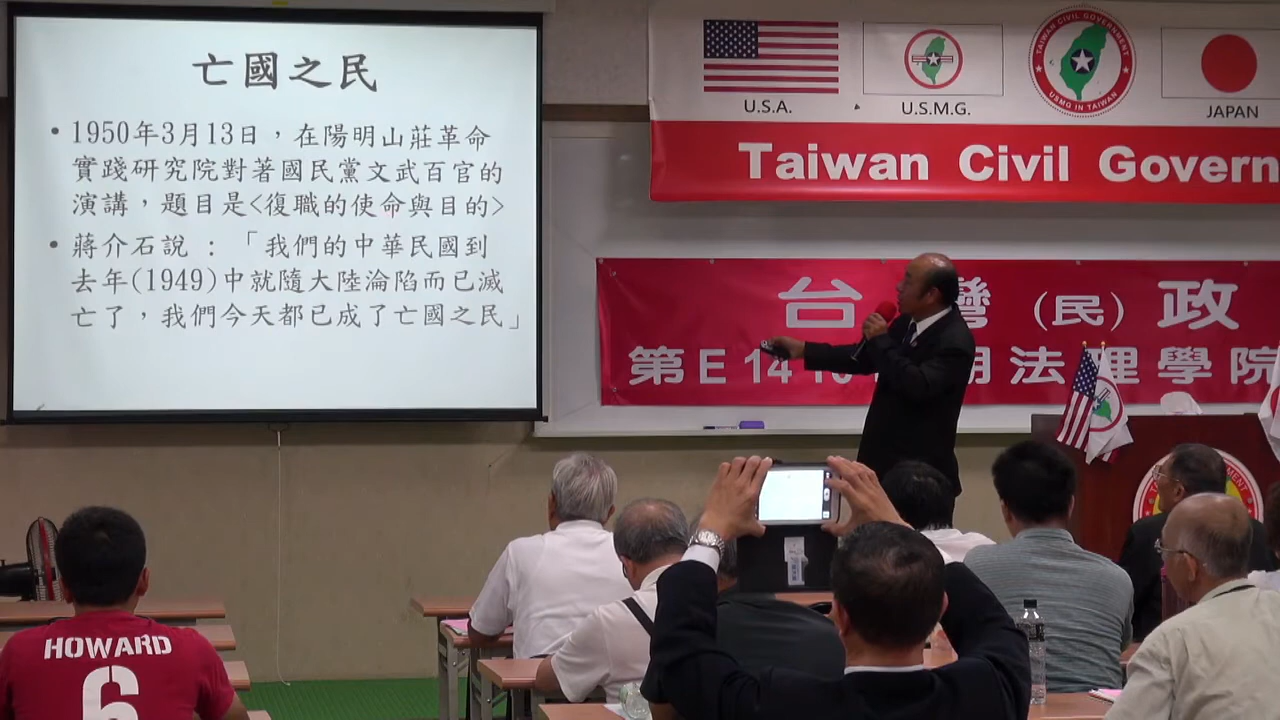 亡國之民
• 1950年3月13日，在陽明山莊革命
實踐研究院對著國民黨文武百官的
演講，題目是<復職的使命與目的>
• 蔣介石說 : 「我們的中華民國到
去年(1949)中就隨大陸淪陷而已滅
亡了，我們今天都已成了亡國之民」
U.S.A.
U.S.M.G.
TAIWAN CIVIL GOVERNMENT
USMG IN TAIWAN
JAPAN
Taiwan Civil Govern
台灣(民)政
第E 14 期法理學院
HOWARD
6